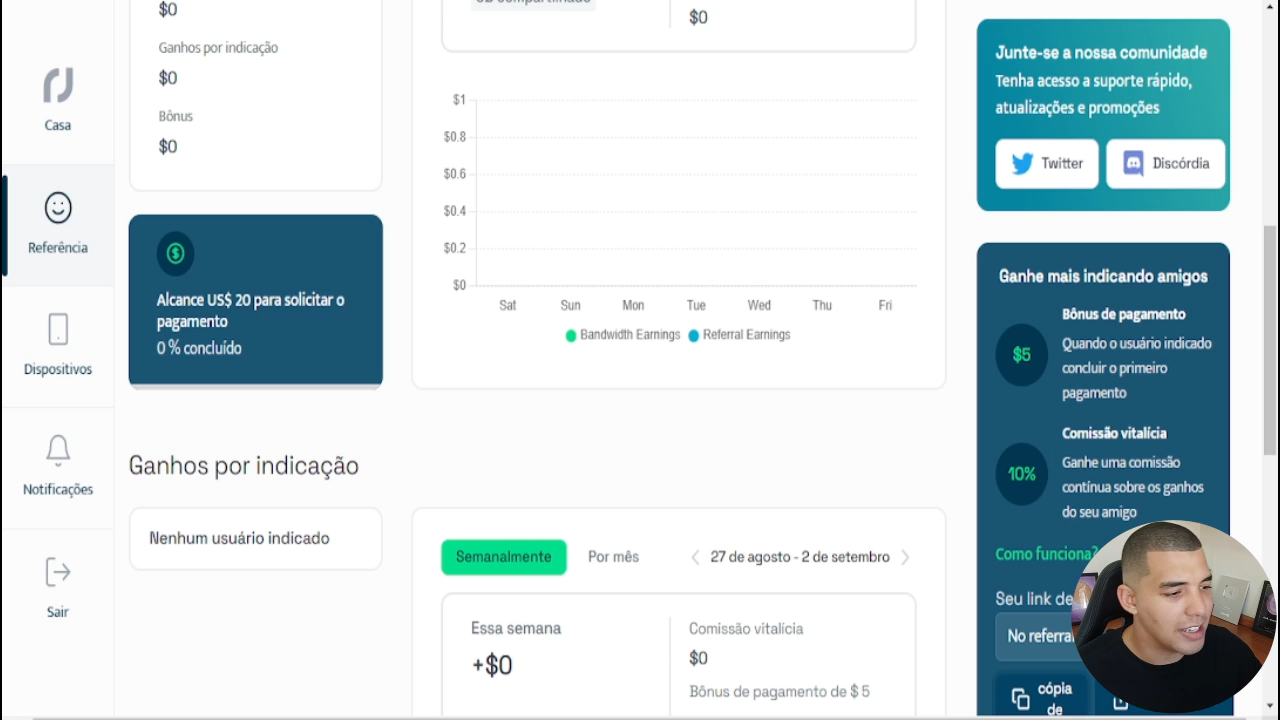 $0
Ganhos por indicação
$0
Bônus
$0
Casa
Referência
Dispositivos
Notificações
Sair
Alcance US$ 20 para solicitar o
pagamento
0 % concluído
$0
$1
$0.8
$0.6
$0.4
$0.2
$0
Sat Sun Mon Tue Wed Thu Fri
Bandwidth Earnings Referral Earnings
Ganhos por indicação
Nenhum usuário indicado
Semanalmente Por mês 27 de agosto - 2 de setembro
Essa semana
+$0
Comissão vitalícia
$0
Bônus de pagamento de $ 5
Junte-se a nossa comunidade
Tenha acesso a suporte rápido,
atualizações e promoções
Twitter Discórdia
Ganhe mais indicando amigos
$5
Bônus de pagamento
Quando o usuário indicado
concluir o primeiro
pagamento
10%
Comissão vitalícia
Ganhe uma comissão
contínua sobre os ganhos
do seu amigo
Como funciona?
Seu link de
No referral
cópia
de